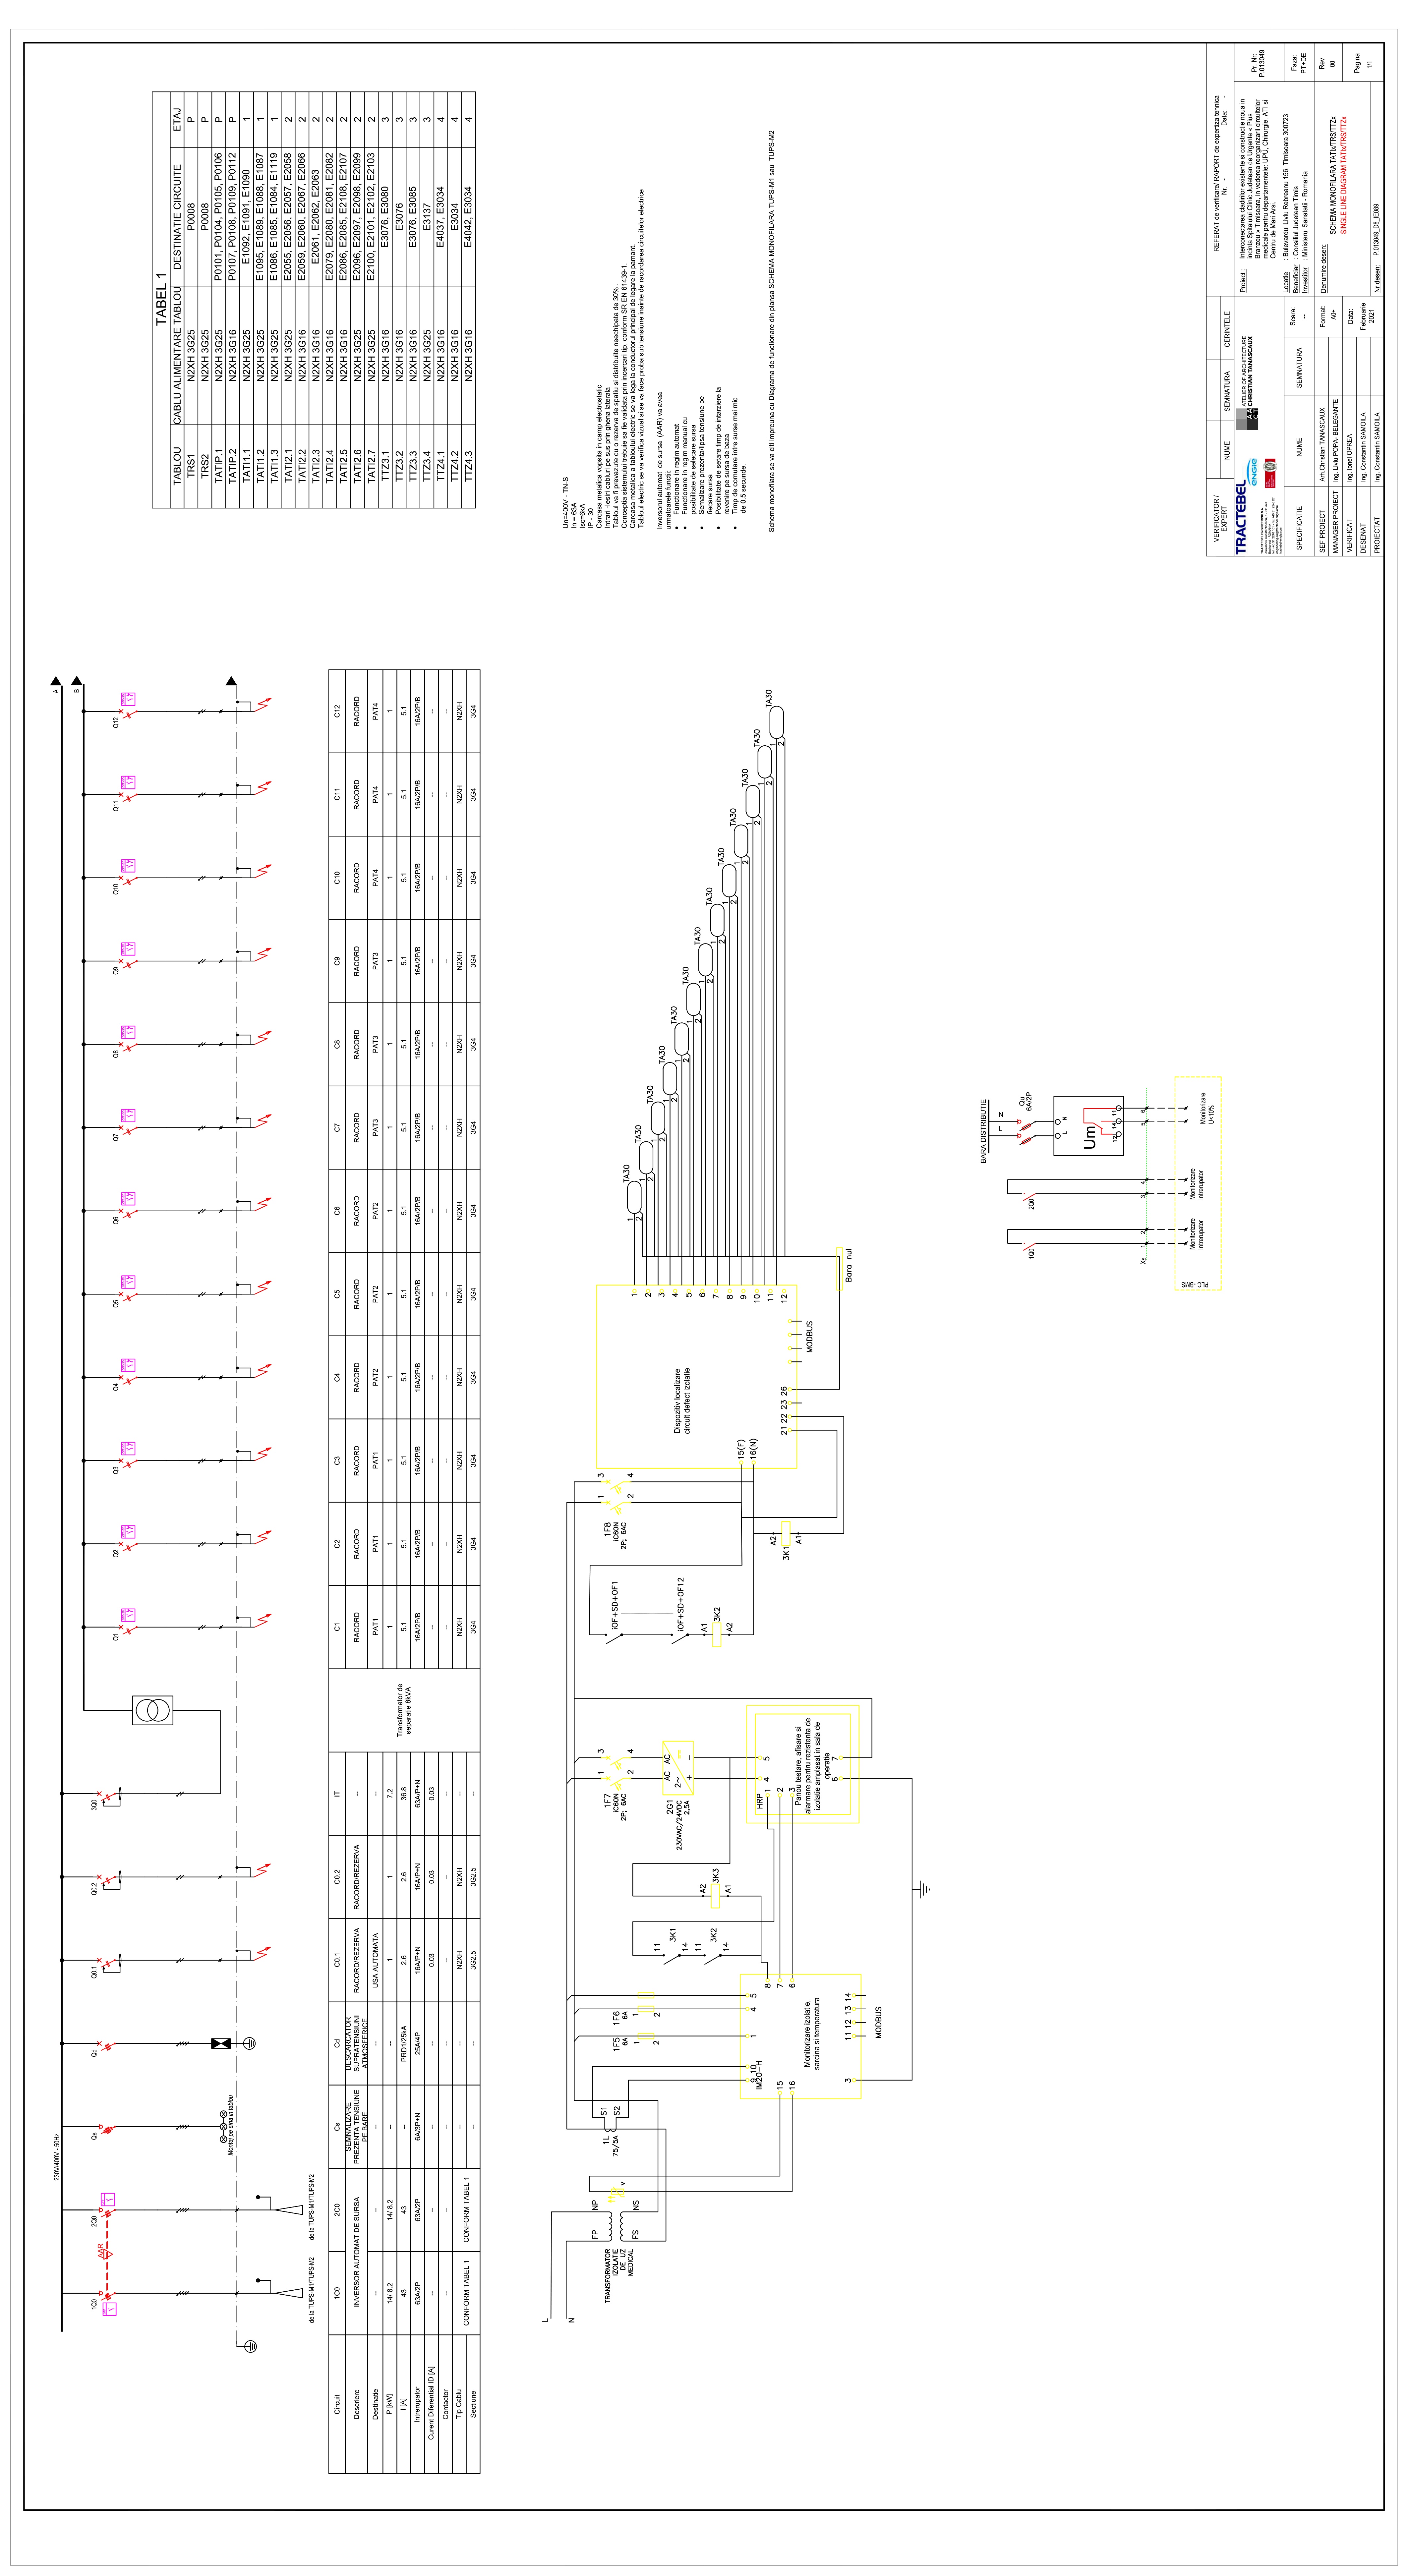 230V/400V - 50Hz
A
B
1Q0
AAR
2Q0
Qs
Qd
Q0.1
Q0.2
3Q0
Q1
Q2
Q3
Q4
Q5
Q6
Q7
Q8
Q9
Q10
Q11
Q12
de la TUPS-M1/TUPS-M2
de la TUPS-M1/TUPS-M2
Montaj pe sina in tablou
Circuit 1C0 2C0 Cs Cd C0.1 C0.2 IT C1 C2 C3 C4 C5 C6 C7 C8 C9 C10 C11 C12
Descriere INVERSOR AUTOMAT DE SURSA SEMNALIZARE PREZENTA TENSIUNE PE BARE DESCARCATOR SUPRATENSIUNI ATMOSFERICE RACORD/REZERVA RACORD/REZERVA -- Transformator de separatie 8kVA RACORD RACORD RACORD RACORD RACORD RACORD RACORD RACORD RACORD RACORD RACORD RACORD
Destinatie -- -- -- -- USA AUTOMATA -- PAT1 PAT1 PAT1 PAT2 PAT2 PAT2 PAT3 PAT3 PAT3 PAT4 PAT4 PAT4
P [kW] 14/ 8.2 14/ 8.2 -- -- 1 1 7.2 1 1 1 1 1 1 1 1 1 1 1 1
I [A] 43 43 -- PRD1/25kA 2.6 2.6 36.8 5.1 5.1 5.1 5.1 5.1 5.1 5.1 5.1 5.1 5.1 5.1 5.1
Intrerupator 63A/2P 63A/2P 6A/3P+N 25A/4P 16A/P+N 16A/P+N 63A/P+N 16A/2P/B 16A/2P/B 16A/2P/B 16A/2P/B 16A/2P/B 16A/2P/B 16A/2P/B 16A/2P/B 16A/2P/B 16A/2P/B 16A/2P/B 16A/2P/B
Curent Diferential ID [A] -- -- -- -- 0.03 0.03 0.03 -- -- -- -- -- -- -- -- -- -- -- --
Contactor -- -- -- -- -- -- -- -- -- -- -- -- -- -- -- -- -- -- --
Tip Cablu CONFORM TABEL 1 CONFORM TABEL 1 -- -- N2XH N2XH -- N2XH N2XH N2XH N2XH N2XH N2XH N2XH N2XH N2XH N2XH N2XH N2XH
Sectiune -- -- 3G2.5 3G2.5 -- 3G4 3G4 3G4 3G4 3G4 3G4 3G4 3G4 3G4 3G4 3G4 3G4
TABEL 1
TABLOU CABLU ALIMENTARE TABLOU DESTINATIE CIRCUITE ETAJ
TRS1 N2XH 3G25 P0008 P
TRS2 N2XH 3G25 P0008 P
TATIP.1 N2XH 3G25 P0101, P0104, P0105, P0106 P
TATIP.2 N2XH 3G16 P0107, P0108, P0109, P0112 P
TATI1.1 N2XH 3G25 E1092, E1091, E1090 1
TATI1.2 N2XH 3G25 E1095, E1089, E1088, E1087 1
TATI1.3 N2XH 3G25 E1086, E1085, E1084, E1119 1
TATI2.1 N2XH 3G25 E2055, E2056, E2057, E2058 2
TATI2.2 N2XH 3G16 E2059, E2060, E2067, E2066 2
TATI2.3 N2XH 3G16 E2061, E2062, E2063 2
TATI2.4 N2XH 3G16 E2079, E2080, E2081, E2082 2
TATI2.5 N2XH 3G16 E2086, E2085, E2108, E2107 2
TATI2.6 N2XH 3G25 E2096, E2097, E2098, E2099 2
TATI2.7 N2XH 3G25 E2100, E2101, E2102, E2103 2
TTZ3.1 N2XH 3G16 E3076, E3080 3
TTZ3.2 N2XH 3G16 E3076 3
TTZ3.3 N2XH 3G16 E3076, E3085 3
TTZ3.4 N2XH 3G25 E3137 3
TTZ4.1 N2XH 3G16 E4037, E3034 4
TTZ4.2 N2XH 3G16 E3034 4
TTZ4.3 N2XH 3G16 E4042, E3034 4
Un=400V - TN-S
In = 63A
Isc=6kA
IP - 30
Carcasa metalica vopsita in camp electrostatic
Intrari -Iesiri cabluri pe sus prin ghena laterala
Tabloul va fi prevazute cu o rezerva de spatiu si distributie neechipata de 30%.
Conceptia sistemului trebuie sa fie validata prin incercari tip, conform SR EN 61439-1.
Carcasa metalica a tabloului electric se va lega la conductorul principal de legare la pamant.
Tabloul electric se va verifica vizual si se va face proba sub tensiune inainte de racordarea circuitelor electrice
Inversorul automat de sursa (AAR) va avea
urmatoarele functii:
• Functionare in regim automat
• Functionare in regim manual cu
posibilitate de selecare sursa
• Semalizare prezenta/lipsa tensiune pe
fiecare sursa
• Posibilitate de setare timp de intarziere la
revenire pe sursa de baza
• Timp de comutare intre surse mai mic
de 0.5 secunde.
Schema monofilara se va citi impreuna cu Diagrama de functionare din plansa SCHEMA MONOFILARA TUPS-M1 sau TUPS-M2
L
N
FP
NP
FS
NS
TRANSFORMATOR
IZOLATIE
DE UZ
MEDICAL
1L
75/5A
S1
S2
1F5
6A
1 2
1F6
6A
1 2
9 10 1 4 5
IM20-H
15
16
3
Monitorizare izolatie,
sarcina si temperatura
8
7
6
11 12 13 14
MODBUS
11 14
3K1
11 14
3K2
A2
3K3
A1
1F7
iC60N
2P; 6AC
1 3
2 4
AC AC
2~
+ −
2G1
230VAC/24VDC
2,5A
HRP
4 5
1
2
3
6 7
Panou testare, afisare si
alarmare pentru rezistenta de
izolatie amplasat in sala de
operatie
iOF+SD+OF1
iOF+SD+OF12
A1
3K2
A2
1F8
iC60N
2P; 6AC
1 3
2 4
A2
3K1
A1
15(F)
16(N)
21 22 23 26
Dispozitiv localizare
circuit defect izolatie
MODBUS
1
2
3
4
5
6
7
8
9
10
11
12
Bara nul
TA30
TA30
TA30
TA30
TA30
TA30
TA30
TA30
TA30
TA30
TA30
TA30
TA30
BARA DISTRIBUTIE
L N
Qu
6A/2P
L N
Um
12 14 11
1Q0
2Q0
Xs 1 2 3 4 5 6
PLC -BMS
Monitorizare
Intrerupator
Monitorizare
Intrerupator
Monitorizare
U<10%
VERIFICATOR /
EXPERT
NUME
SEMNATURA
CERINTELE
REFERAT de verificare/ RAPORT de expertiza tehnica
Nr. - Data: -
TRACTEBEL
ENGIE
ATELIER OF ARCHITECTURE
CHRISTIAN TANASCAUX
Proiect :
Interconectarea cladirilor existente si constructie noua in
incinta Spitalului Clinic Judetean de Urgente « Pius
Branzau » Timisoara, in vederea reorganizarii circuitelor
medicale pentru departamentele: UPU, Chirurgie, ATI si
Centru de Mari Arsi.
Pr. Nr:
P.013049
SPECIFICATIE
NUME
SEMNATURA
Scara:
--
Locatie : Bulevardul Liviu Rebreanu 156, Timisoara 300723
Beneficiar : Consiliul Judetean Timis
Investitor : Ministerul Sanatatii - Romania
Faza:
PT+DE
SEF PROIECT Arh.Christian TANASCAUX
MANAGER PROIECT Ing. Liviu POPA- BELEGANTE
VERIFICAT Ing. Ionel OPREA
DESENAT Ing. Constantin SAMOILA
PROIECTAT Ing. Constantin SAMOILA
Format:
A0+
Data:
Februarie
2021
Denumire desen:
SCHEMA MONOFILARA TATIx/TRS/TTZx
SINGLE LINE DIAGRAM TATIx/TRS/TTZx
Rev.
00
Nr desen: P.013049_D8_IE089
Pagina
1/1